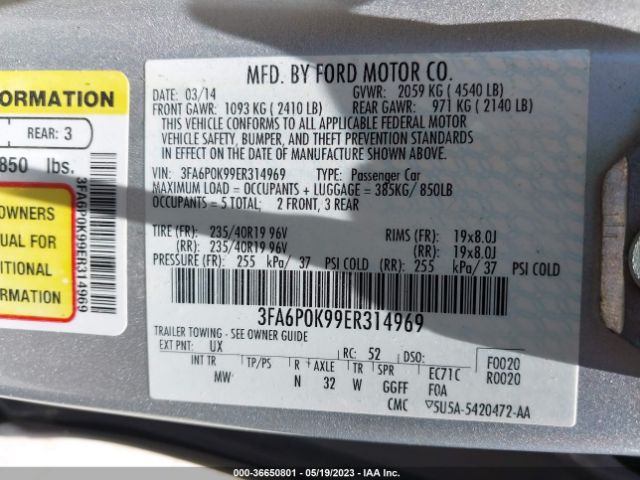 ORMATION
REAR: 3
850 lbs.
OWNERS
UAL FOR
ITIONAL
FORMATION
3FA6P0K99ER314969
MFD. BY FORD MOTOR CO.
DATE: 03/14 GVWR: 2059 KG ( 4540 LB)
FRONT GAWR: 1093 KG ( 2410 LB) REAR GAWR: 971 KG ( 2140 LB)
THIS VEHICLE CONFORMS TO ALL APPLICABLE FEDERAL MOTOR
VEHICLE SAFETY, BUMPER, AND THEFT PREVENTION STANDARDS
IN EFFECT ON THE DATE OF MANUFACTURE SHOWN ABOVE.
VIN: 3FA6P0K99ER314969 TYPE: Passenger Car
MAXIMUM LOAD = OCCUPANTS + LUGGAGE = 385KG/ 850LB
OCCUPANTS = 5 TOTAL; 2 FRONT, 3 REAR
TIRE (FR): 235/40R19 96V RIMS (FR): 19x8.0J
(RR): 235/40R19 96V (RR): 19x8.0J
PRESSURE (FR): 255 kPa/ 37 PSI COLD (RR): 255 kPa/ 37 PSI COLD
3FA6P0K99ER314969
TRAILER TOWING - SEE OWNER GUIDE
EXT PNT: UX RC: 52 DSO: F0020
R0020
INT TR TP/PS R AXLE TR SPR EC71C
MW N 32 W GGFF F0A
CMC 5U5A-5420472-AA
000-36650801 - 05/19/2023 - IAA Inc.